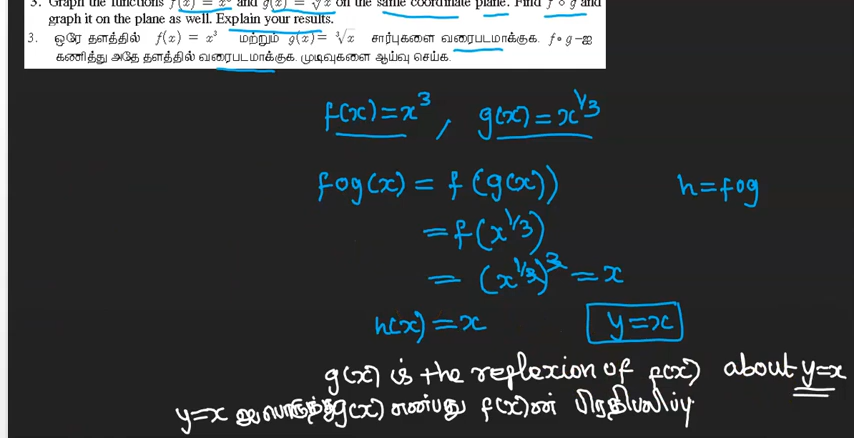 3. Graph the functions f(x) = x³ and g(x) = ∛x on the same coordinate plane. Find f ∘ g and
graph it on the plane as well. Explain your results.
3. ஒரே தளத்தில் f(x) = x³ மற்றும் g(x) = ∛x சார்புகளை வரைபடமாக்குக. f∘g-ஐ
கணித்து அதே தளத்தில் வரைபடமாக்குக. முடிவுகளை ஆய்வு செய்க.
f(x) = x³, g(x) = x^(1/3)
fog(x) = f(g(x)) h = fog
= f(x^(1/3))
= (x^(1/3))³ = x
h(x) = x y = x
g(x) is the reflexion of f(x) about y=x
y=x g(x) என்பது f(x)ன் பிரதிபலிப்பு